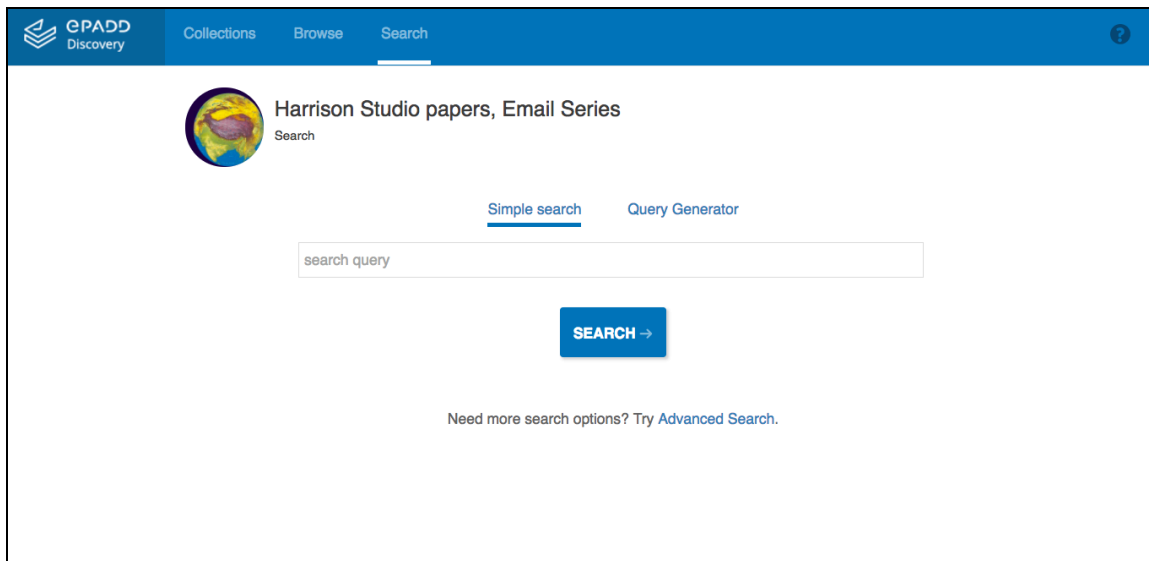 ePADD
Discovery
Collections Browse Search
?
Harrison Studio papers, Email Series
Search
Simple search Query Generator
search query
SEARCH →
Need more search options? Try Advanced Search.